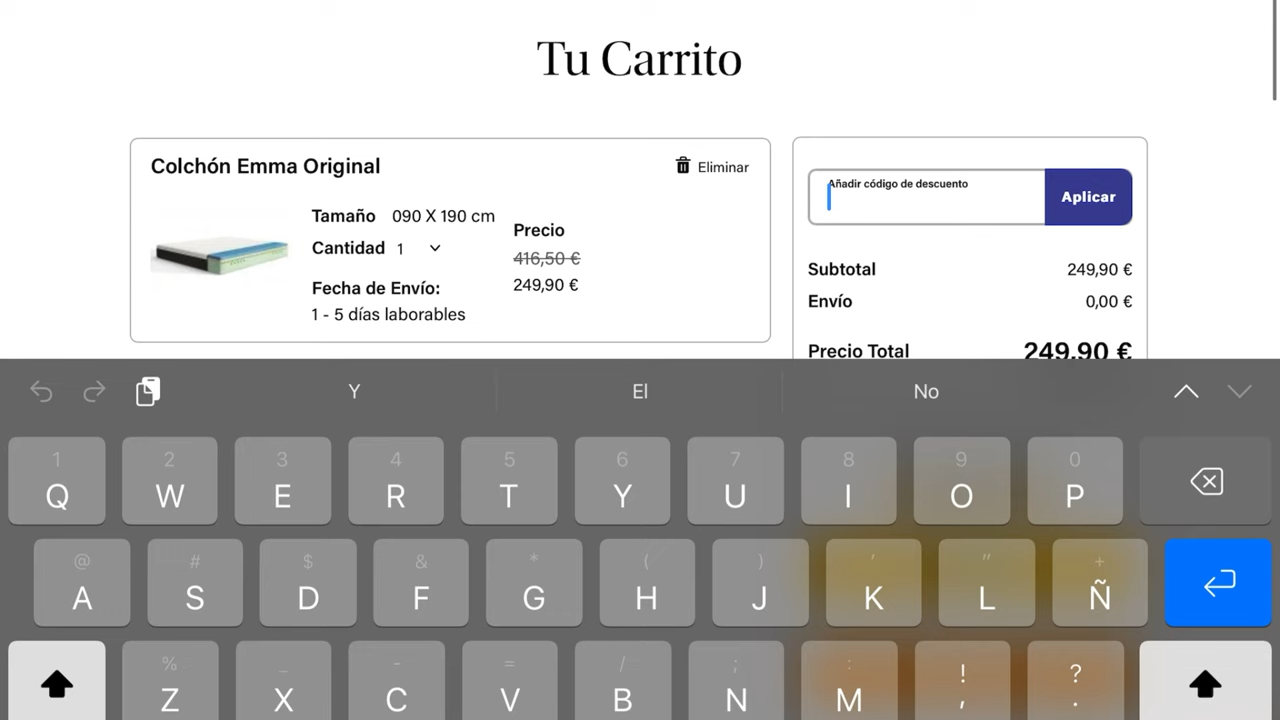 Tu Carrito
Colchón Emma Original
Eliminar
Tamaño 090 X 190 cm
Cantidad 1
Precio
416,50 €
249,90 €
Fecha de Envío:
1 - 5 días laborables
Añadir código de descuento
Aplicar
Subtotal 249,90 €
Envío 0,00 €
Precio Total 249,90 €
Y El No
1 2 3 4 5 6 7 8 9 0
Q W E R T Y U I O P
@ # $ & * ( ) ' " +
A S D F G H J K L Ñ
% _ - = / ; : ! ?
Z X C V B N M , .